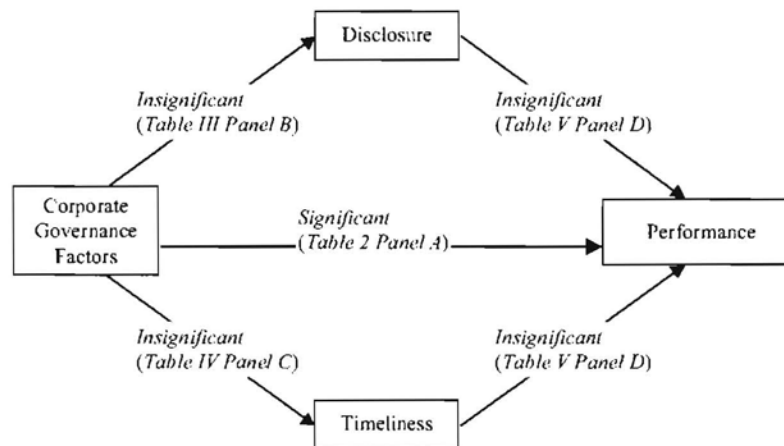 Disclosure
Insignificant
(Table III Panel B)
Insignificant
(Table V Panel D)
Corporate
Governance
Factors
Significant
(Table 2 Panel A)
Performance
Insignificant
(Table IV Panel C)
Insignificant
(Table V Panel D)
Timeliness